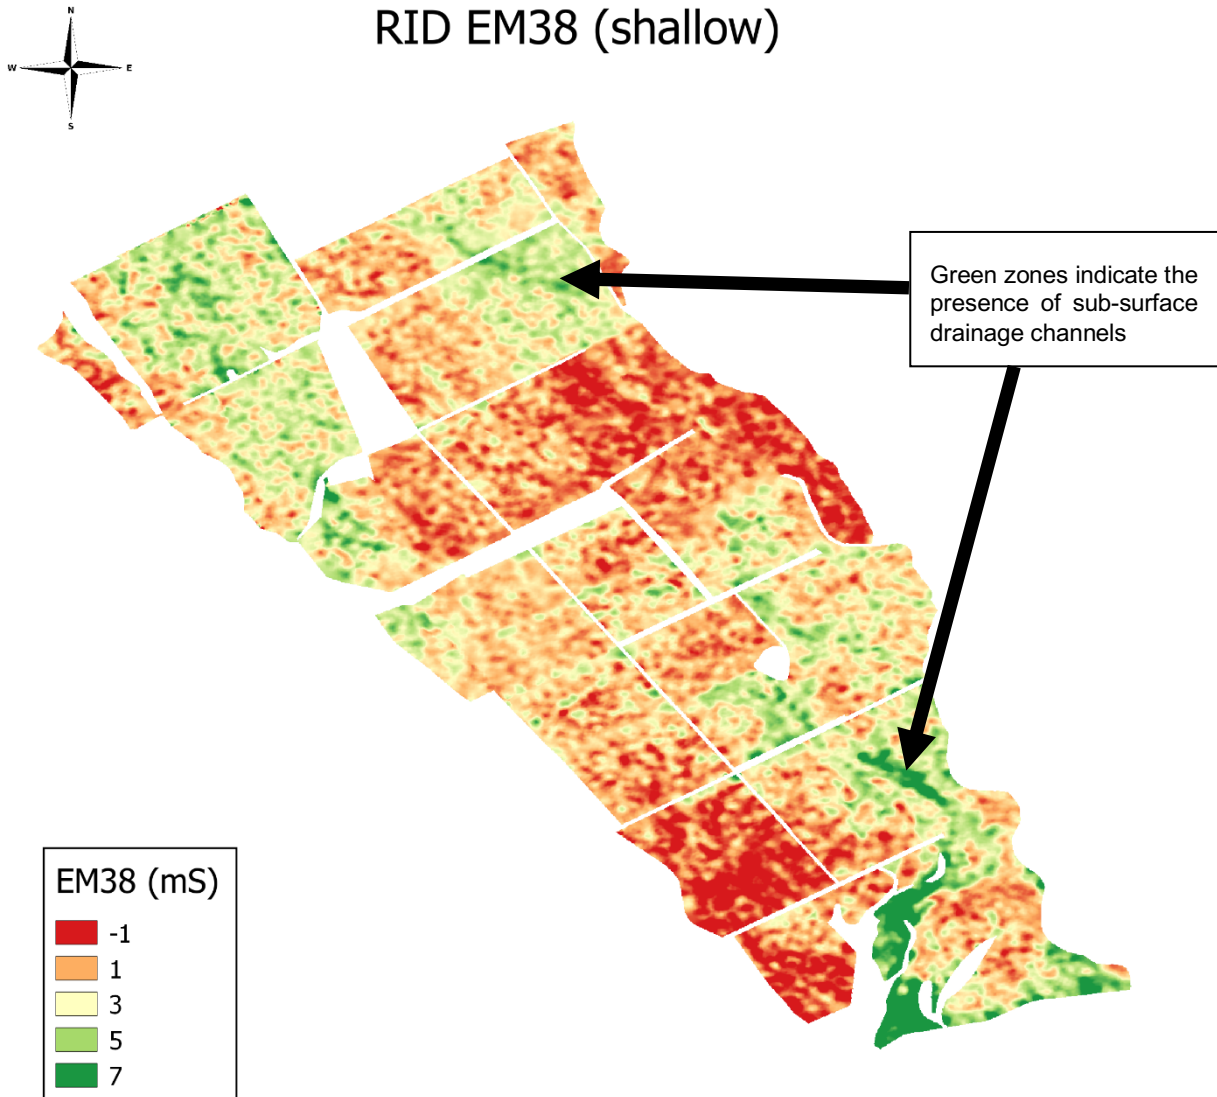 RID EM38 (shallow)
N
W
E
S
Green zones indicate the
presence of sub-surface
drainage channels
EM38 (mS)
-1
1
3
5
7